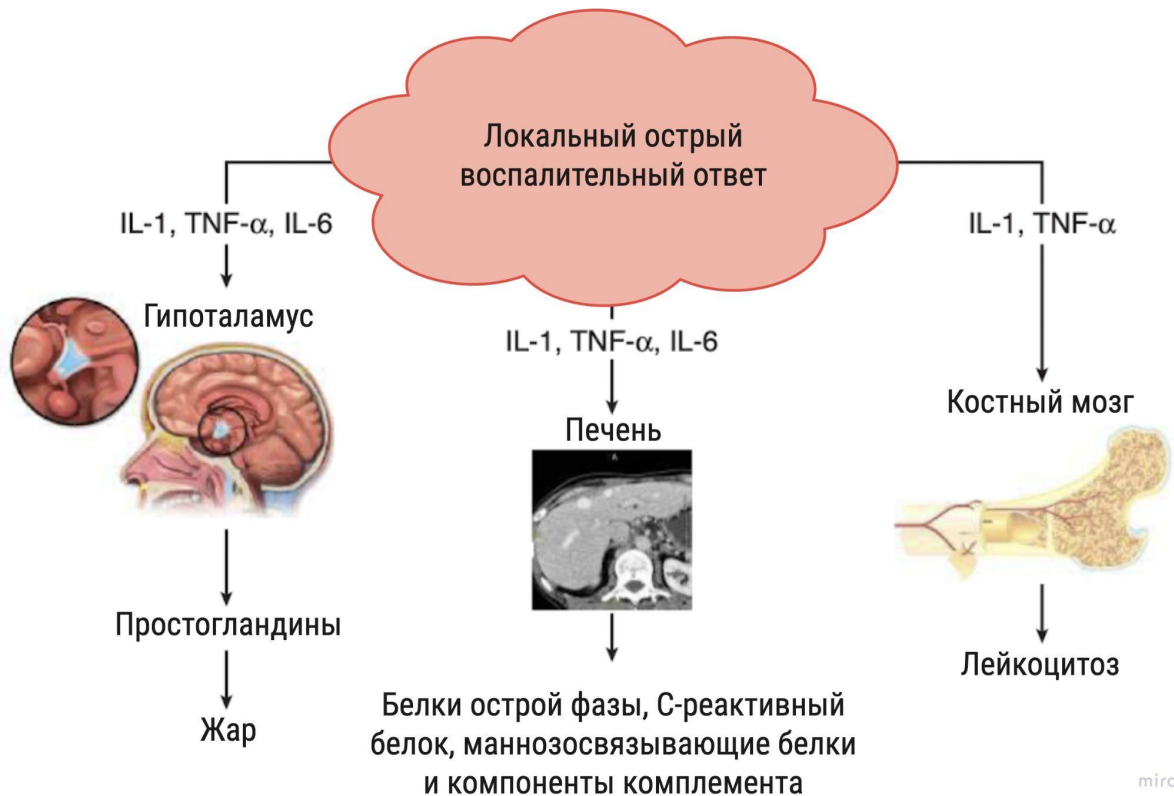 Локальный острый
воспалительный ответ
IL-1, TNF-α, IL-6
Гипоталамус
Простогландины
Жар
IL-1, TNF-α, IL-6
Печень
A
Белки острой фазы, С-реактивный
белок, маннозосвязывающие белки
и компоненты комплемента
IL-1, TNF-α
Костный мозг
Лейкоцитоз
miro